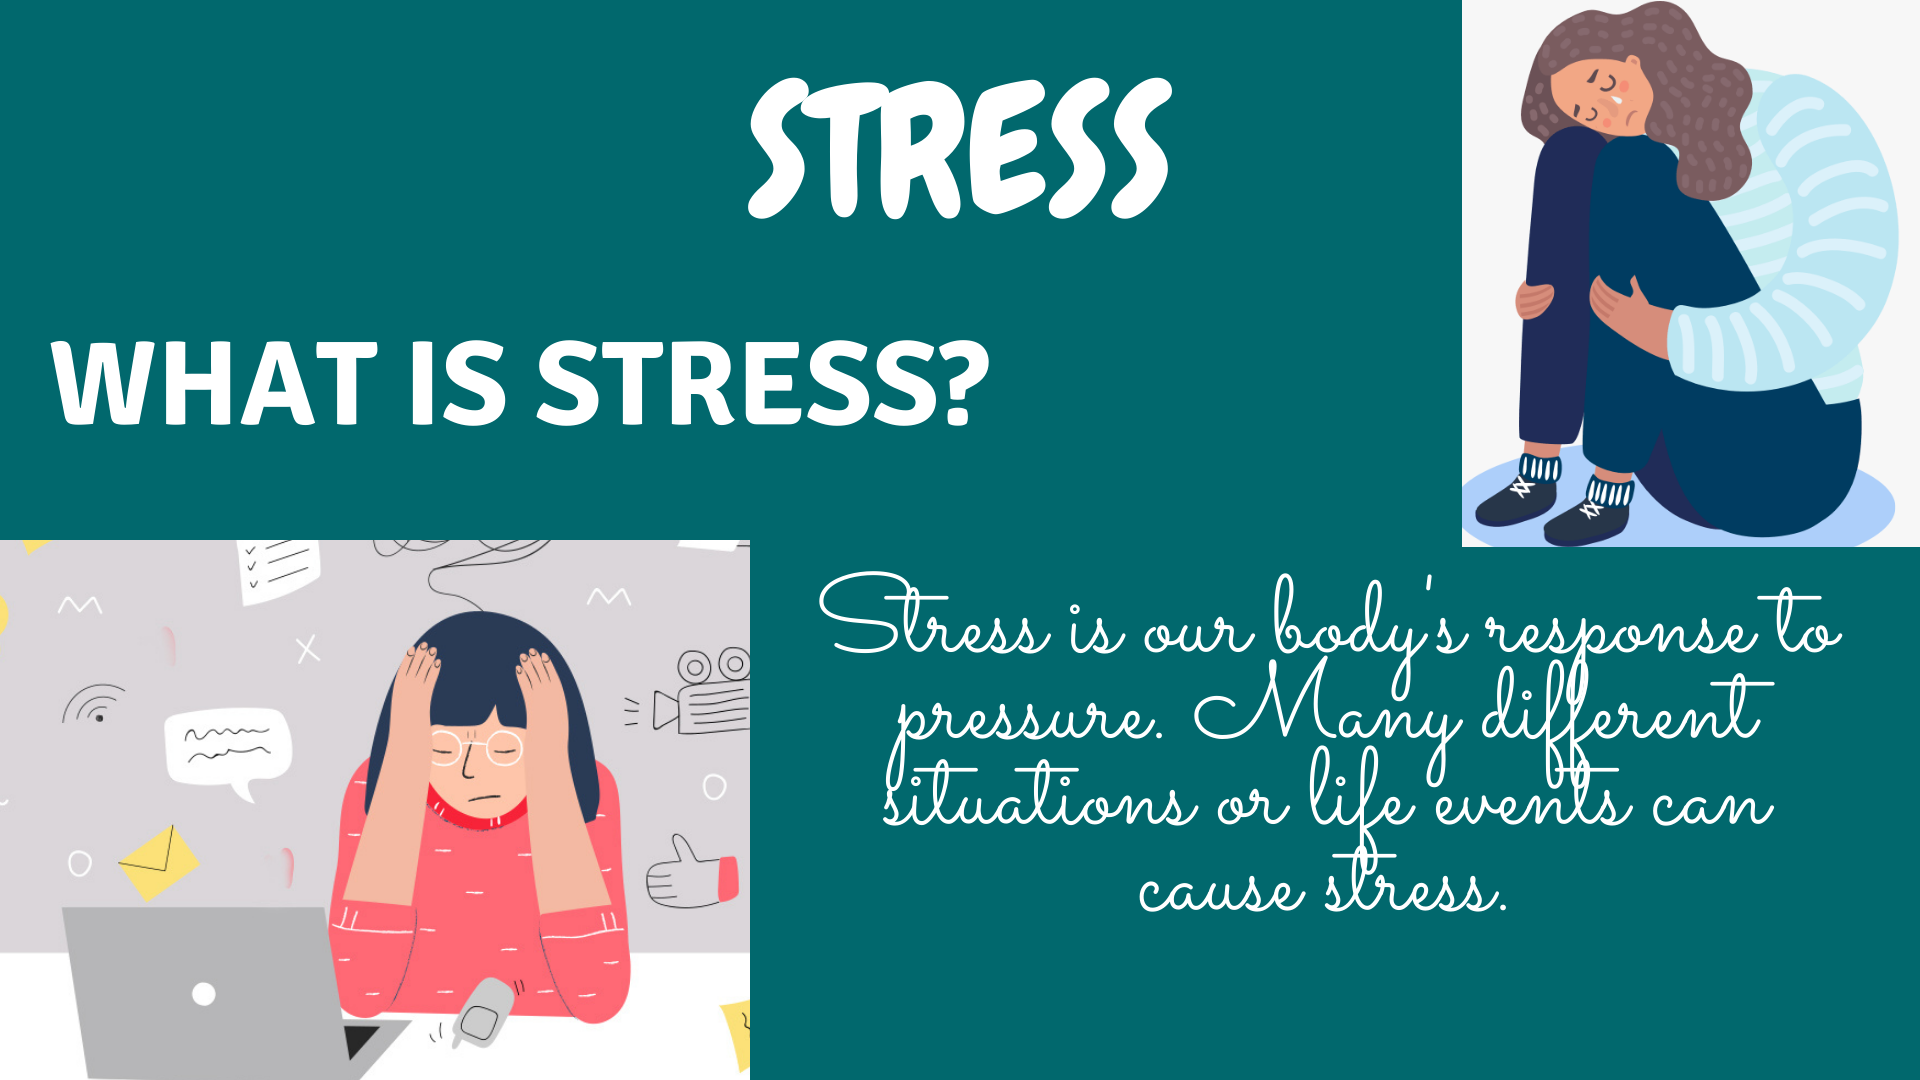 STRESS
WHAT IS STRESS?
Stress is our body's response to
pressure. Many different
situations or life events can
cause stress.